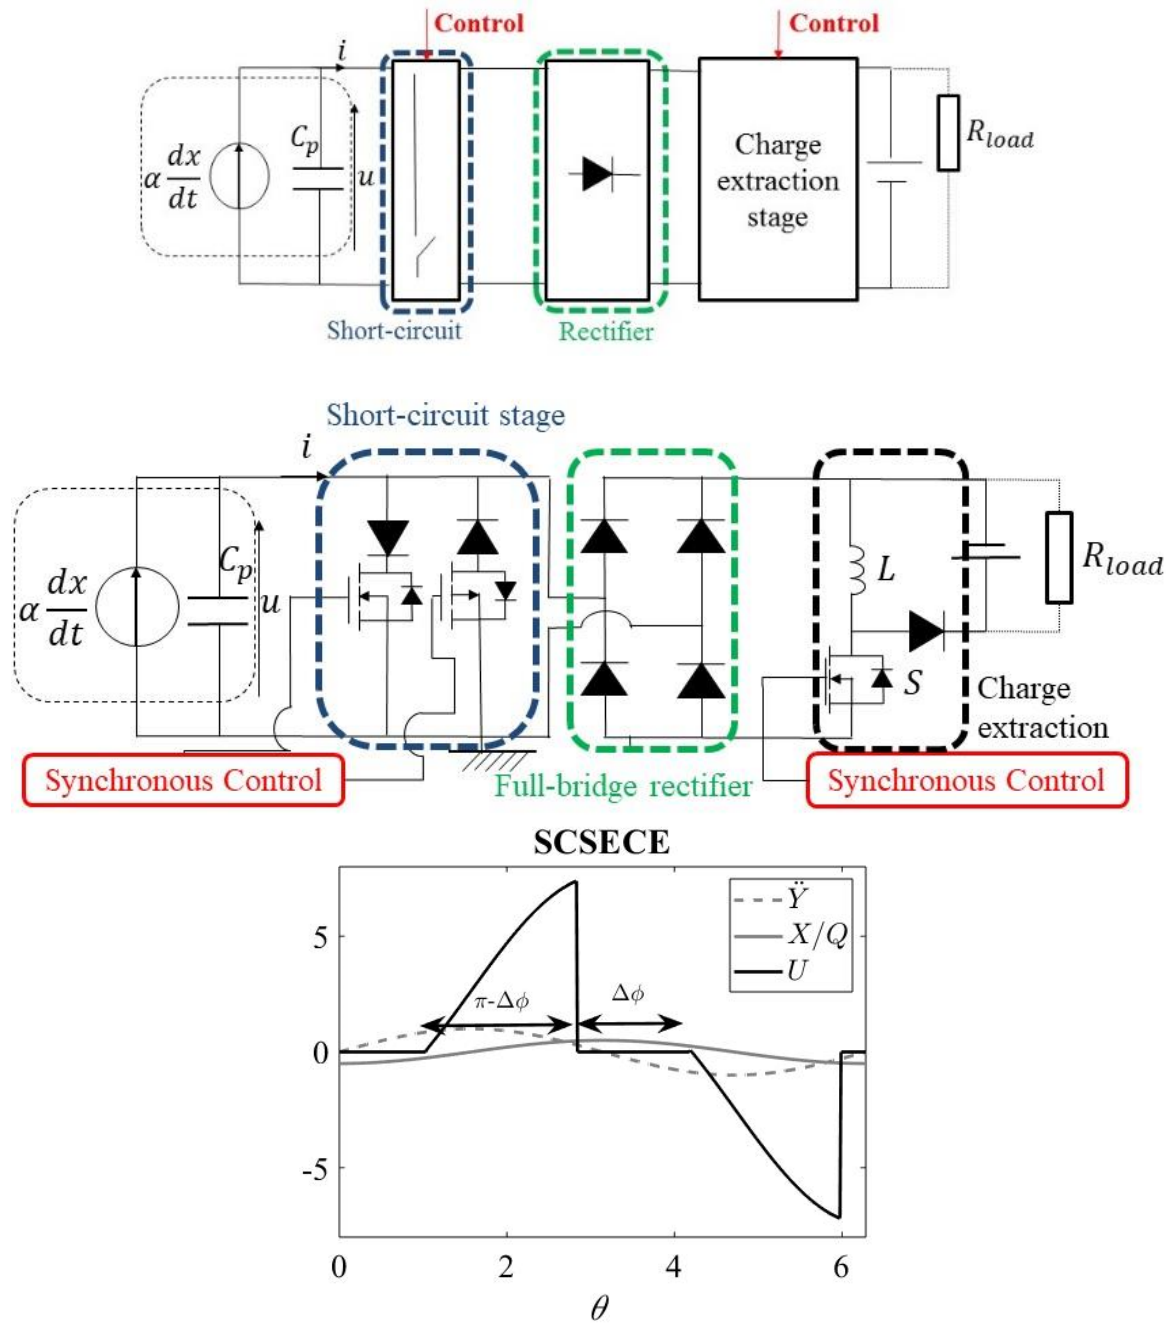 Control
Control
i
C_p
α dx/dt
u
Charge
extraction
stage
R_load
Short-circuit
Rectifier
Short-circuit stage
i
C_p
α dx/dt
u
L
S
R_load
Charge
extraction
Synchronous Control
Full-bridge rectifier
Synchronous Control
SCSECE
Ÿ
X/Q
U
π-Δϕ
Δϕ
5
0
-5
0
2
4
6
θ